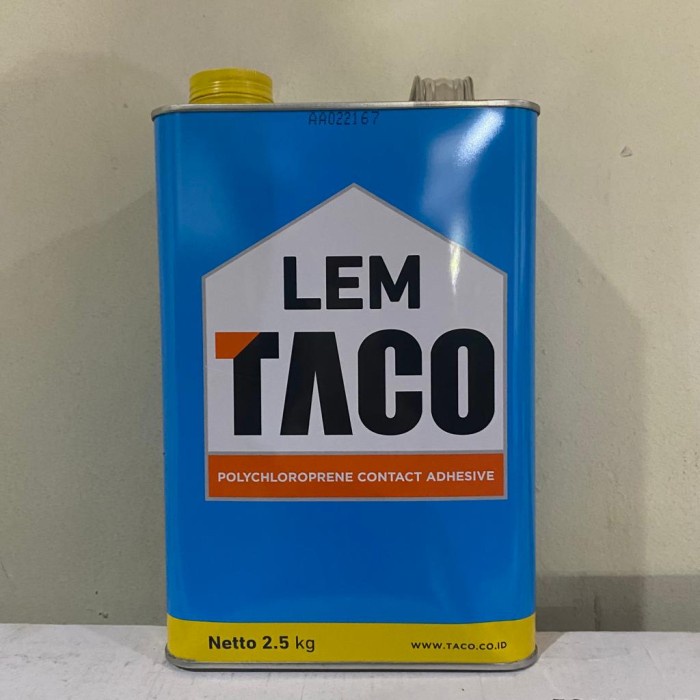 AA022167
LEM
TACO
POLYCHLOROPRENE CONTACT ADHESIVE
Netto 2.5 kg
WWW.TACO.CO.ID